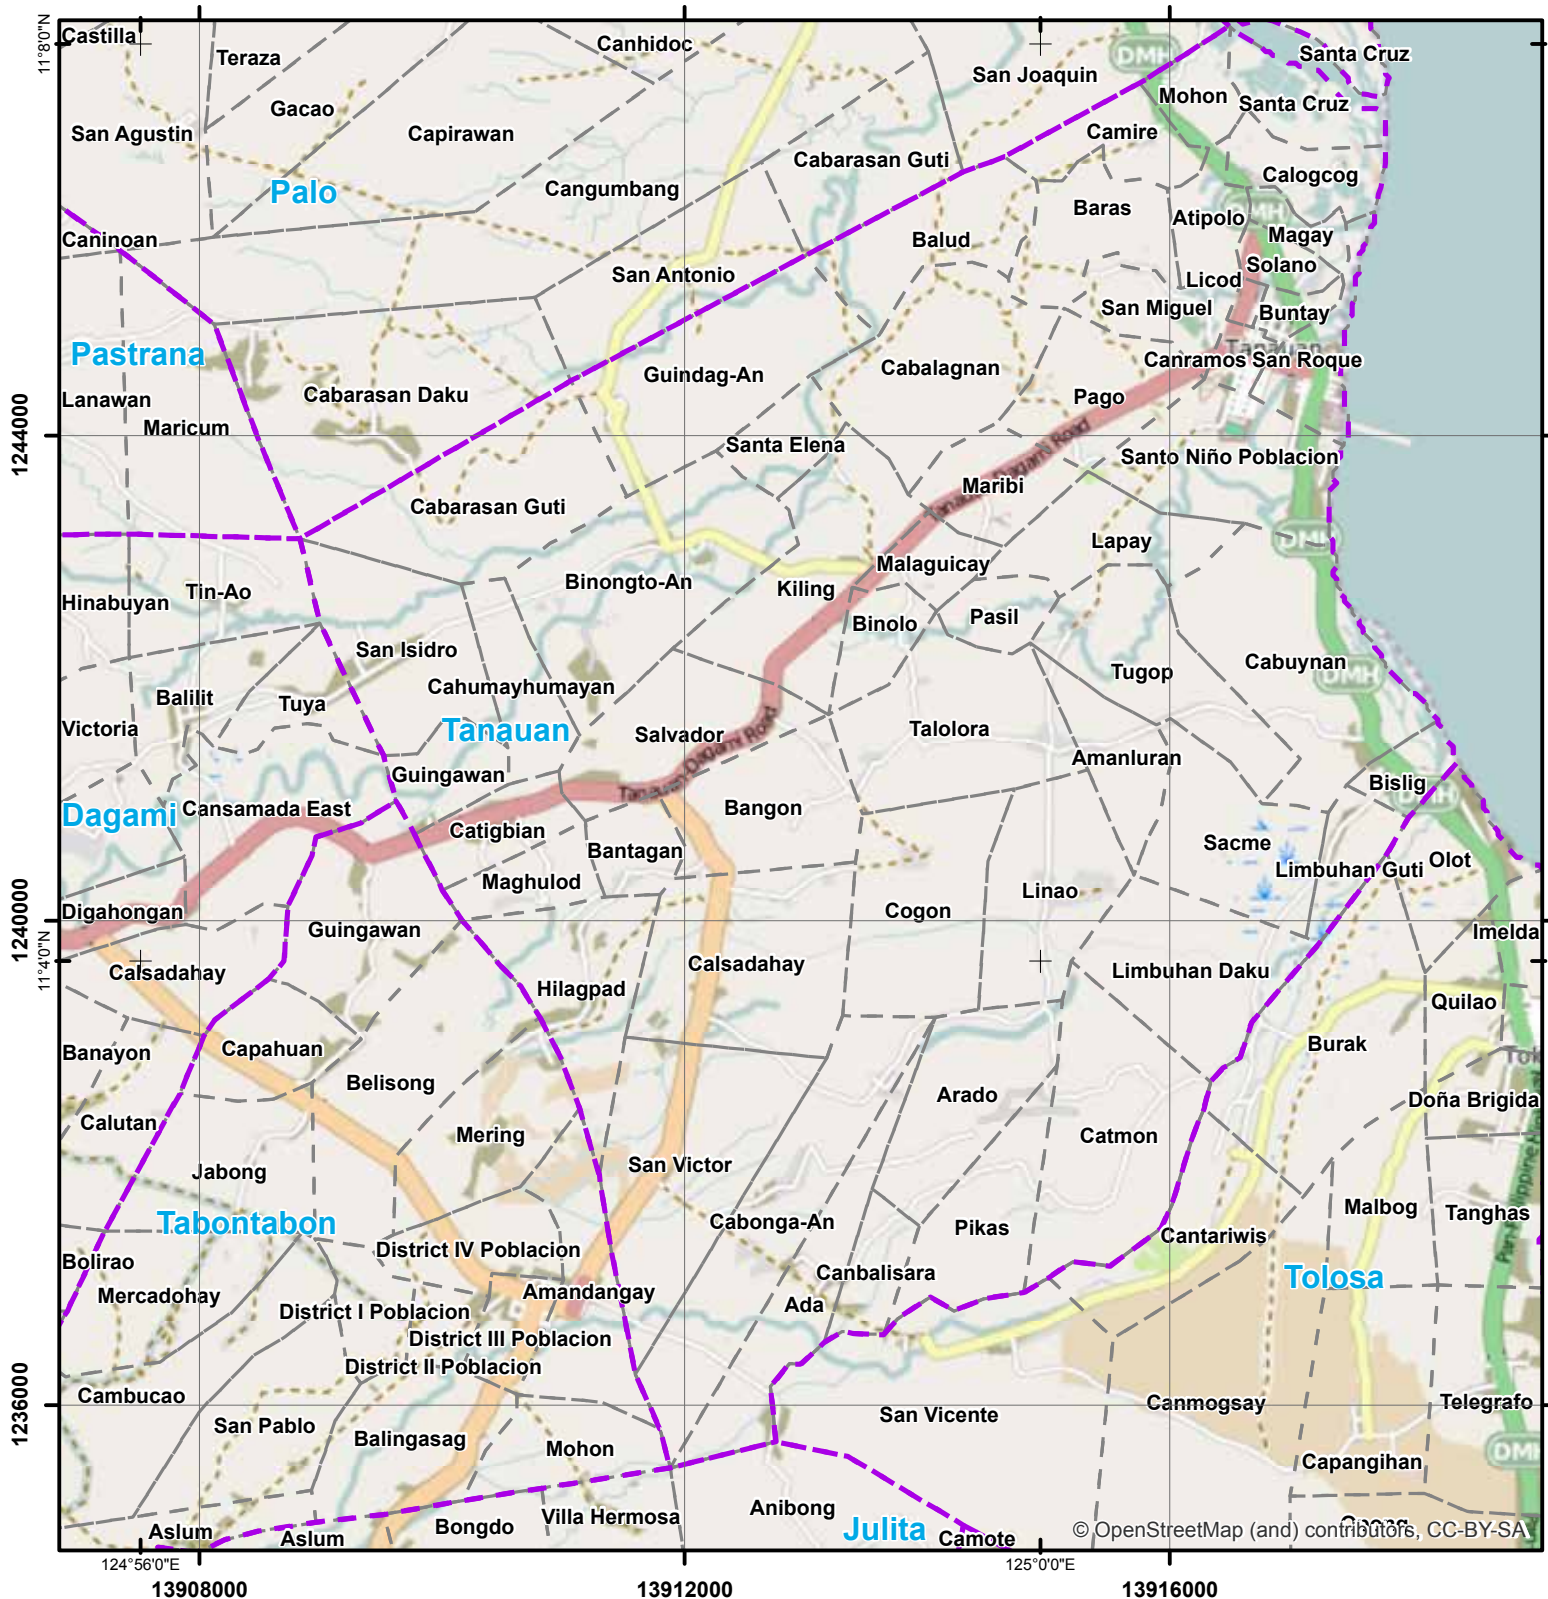 Castilla
Teraza
Canhidoc
San Joaquin
DMH
Santa Cruz
11°8'0"N
Gacao
San Agustin
Capirawan
Mohon
Santa Cruz
Camire
Cabarasan Guti
Calogcog
Palo
Cangumbang
Baras
Atipolo
DMH
Magay
Caninoan
Balud
San Antonio
Solano
Licod
San Miguel
Buntay
Pastrana
Tanauan
Canramos
San Roque
Guindag-An
Cabalagnan
Lanawan
Cabarasan Daku
Pago
Maricum
1244000
Santa Elena
Tanauan-Dagami Road
Santo Niño Poblacion
Maribi
Cabarasan Guti
DMH
Lapay
Malaguicay
Binongto-An
Kiling
Tin-Ao
Hinabuyan
Binolo
Pasil
San Isidro
Cabuynan
Tugop
DMH
Cahumayhumayan
Balilit
Tuya
Victoria
Tanauan
Salvador
Talolora
Tanauan-Dagami Road
Guingawan
Amanluran
Bislig
DMH
Dagami
Cansamada East
Bangon
Catigbian
Bantagan
Sacme
Olot
Limbuhan Guti
Maghulod
Linao
Digahongan
Cogon
1240000
Guingawan
Imelda
11°4'0"N
Calsadahay
Calsadahay
Limbuhan Daku
Hilagpad
Quilao
Banayon
Capahuan
Burak
Belisong
Arado
Doña Brigida
Calutan
Mering
Catmon
Jabong
San Victor
Malbog
Tanghas
Tabontabon
Cabonga-An
Pikas
Cantariwis
District IV Poblacion
Bolirao
Canbalisara
Tolosa
Mercadohay
Amandangay
Ada
District I Poblacion
District III Poblacion
District II Poblacion
Cambucao
1236000
San Vicente
Canmogsay
Telegrafo
San Pablo
Balingasag
Mohon
DMH
Capangihan
Anibong
Villa Hermosa
Bongdo
Julita
Aslum
Aslum
Camote
© OpenStreetMap (and) contributors, CC-BY-SA
124°56'0"E
125°0'0"E
13908000
13912000
13916000